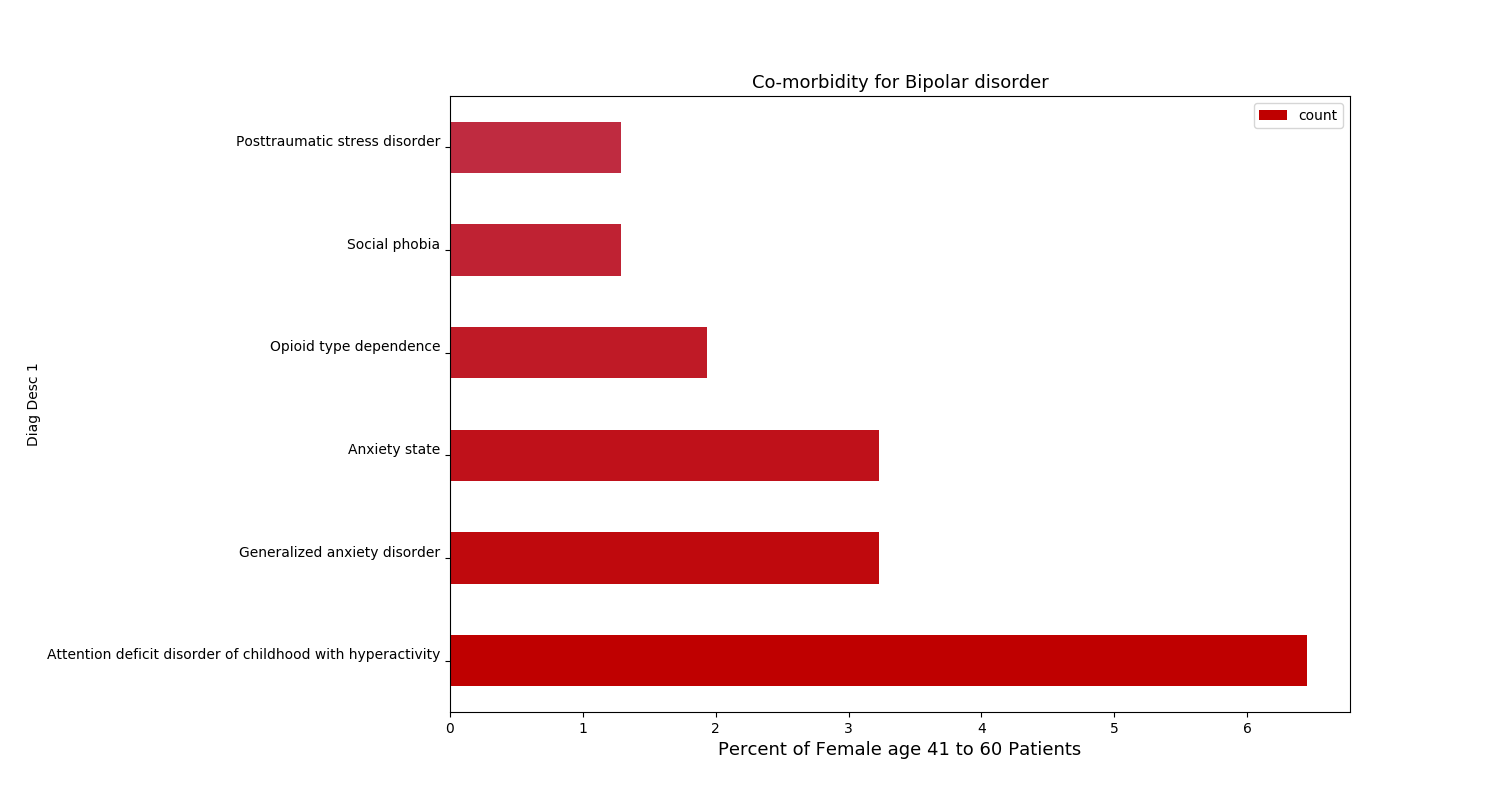 Co-morbidity for Bipolar disorder
count
Posttraumatic stress disorder
Social phobia
Opioid type dependence
Anxiety state
Generalized anxiety disorder
Attention deficit disorder of childhood with hyperactivity
Diag Desc 1
0 1 2 3 4 5 6
Percent of Female age 41 to 60 Patients